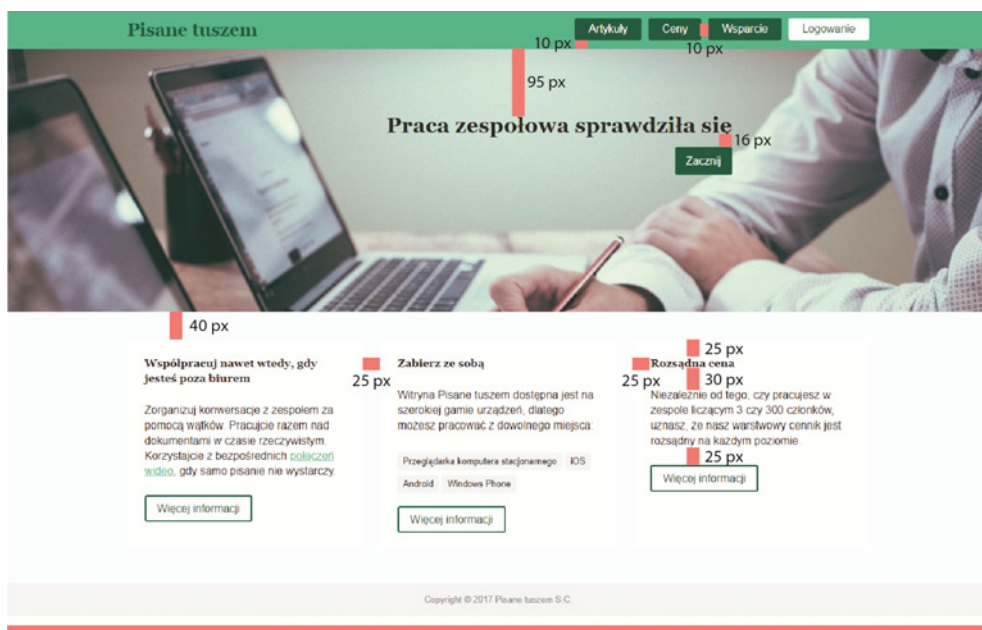 Pisane tuszem
Artykuły Ceny Wsparcie Logowanie
10 px
10 px
95 px
Praca zespołowa sprawdziła się
16 px
Zacznij
40 px
Współpracuj nawet wtedy, gdy
jesteś poza biurem
Zorganizuj konwersacje z zespołem za
pomocą wątków. Pracujcie razem nad
dokumentami w czasie rzeczywistym.
Korzystajcie z bezpośrednich połączeń
wideo, gdy samo pisanie nie wystarczy.
Więcej informacji
25 px
Zabierz ze sobą
Witryna Pisane tuszem dostępna jest na
szerokiej gamie urządzeń, dlatego
możesz pracować z dowolnego miejsca:
Przeglądarka komputera stacjonarnego iOS
Android Windows Phone
Więcej informacji
25 px
25 px
Rozsądna cena
30 px
Niezależnie od tego, czy pracujesz w
zespole liczącym 3 czy 300 członków,
uznasz, że nasz warstwowy cennik jest
rozsądny na każdym poziomie.
25 px
Więcej informacji
Copyright © 2017 Pisane tuszem S.C.